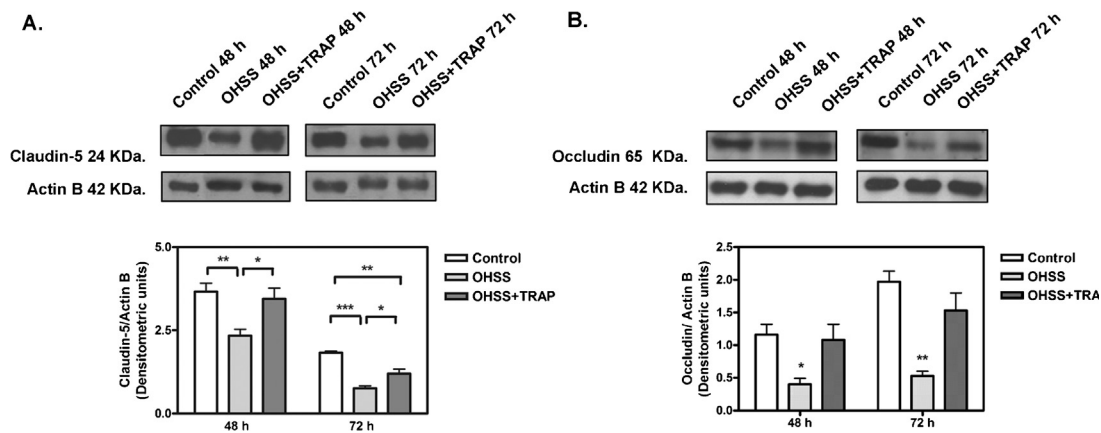 A.
Control 48 h
OHSS 48 h
OHSS+TRAP 48 h
Control 72 h
OHSS 72 h
OHSS+TRAP 72 h
Claudin-5 24 KDa.
Actin B 42 KDa.
Claudin-5/Actin B
(Densitometric units)
5.0
2.5
0.0
** * ** *** *
48 h 72 h
Control
OHSS
OHSS+TRAP
B.
Control 48 h
OHSS 48 h
OHSS+TRAP 48 h
Control 72 h
OHSS 72 h
OHSS+TRAP 72 h
Occludin 65 KDa.
Actin B 42 KDa.
Occludin/ Actin B
(Densitometric units)
2.5
2.0
1.5
1.0
0.5
0.0
* **
48 h 72 h
Control
OHSS
OHSS+TRA